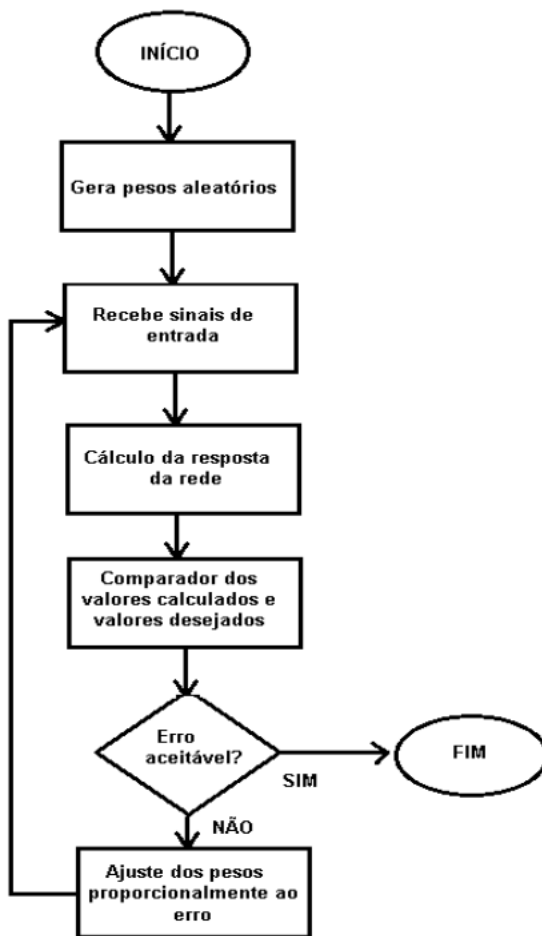 INÍCIO
Gera pesos aleatórios
Recebe sinais de
entrada
Cálculo da resposta
da rede
Comparador dos
valores calculados e
valores desejados
Erro
aceitável?
SIM
FIM
NÃO
Ajuste dos pesos
proporcionalmente ao
erro